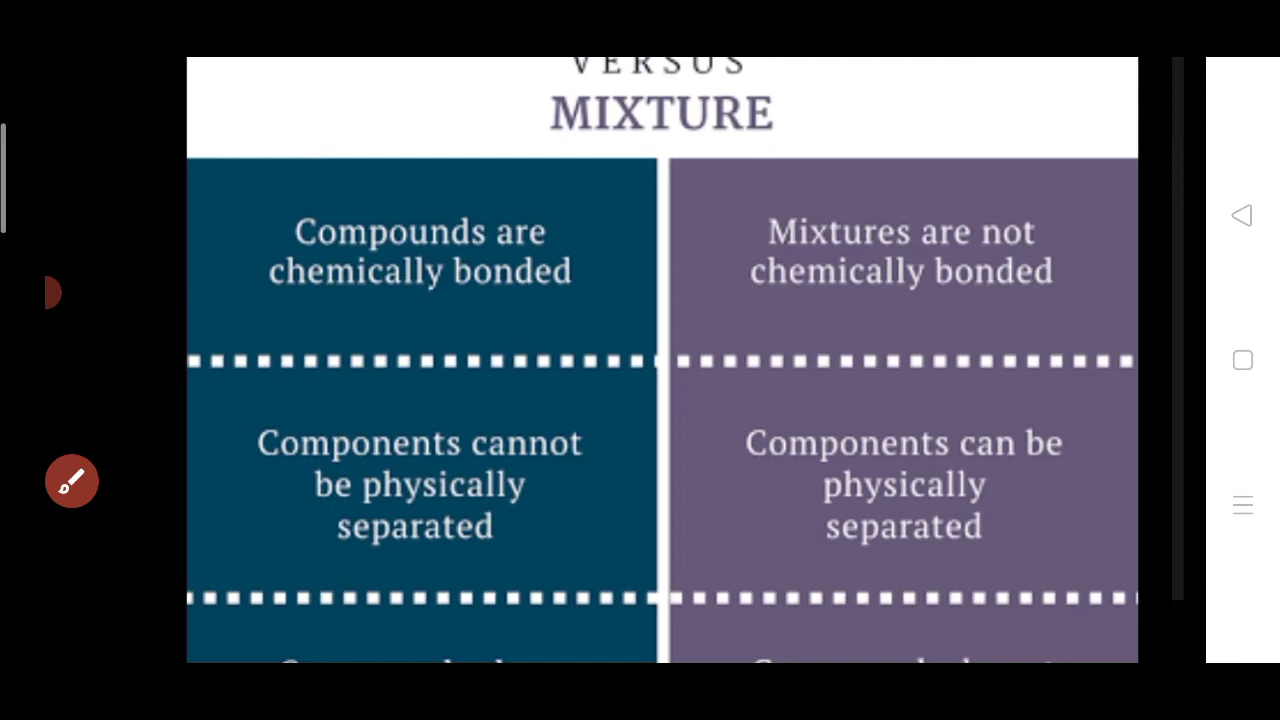 VERSUS
MIXTURE
Compounds are
chemically bonded
Mixtures are not
chemically bonded
Components cannot
be physically
separated
Components can be
physically
separated